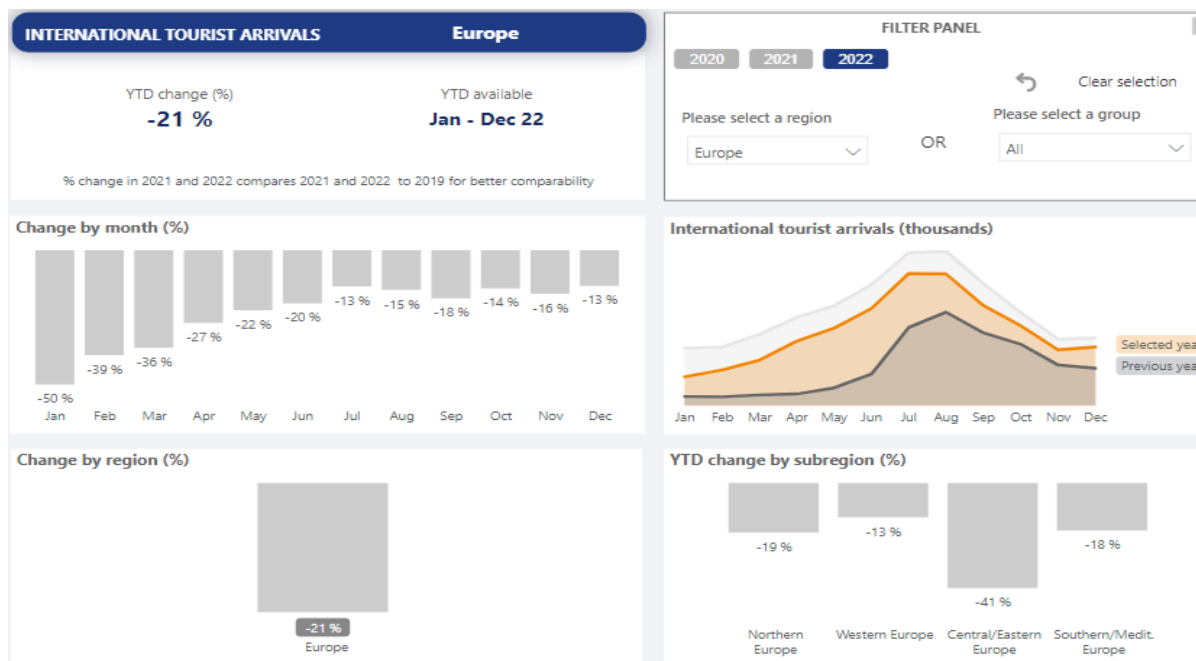 INTERNATIONAL TOURIST ARRIVALS Europe
YTD change (%) YTD available
-21 % Jan - Dec 22
% change in 2021 and 2022 compares 2021 and 2022 to 2019 for better comparability
FILTER PANEL
2020 2021 2022
Clear selection
Please select a region Please select a group
OR
Europe All
Change by month (%)
-50 % -39 % -36 % -27 % -22 % -20 % -13 % -15 % -18 % -14 % -16 % -13 %
Jan Feb Mar Apr May Jun Jul Aug Sep Oct Nov Dec
International tourist arrivals (thousands)
Selected yea
Previous yea
Jan Feb Mar Apr May Jun Jul Aug Sep Oct Nov Dec
Change by region (%)
-21 %
Europe
YTD change by subregion (%)
-19 % -13 % -41 % -18 %
Northern Western Europe Central/Eastern Southern/Medit.
Europe Europe Europe